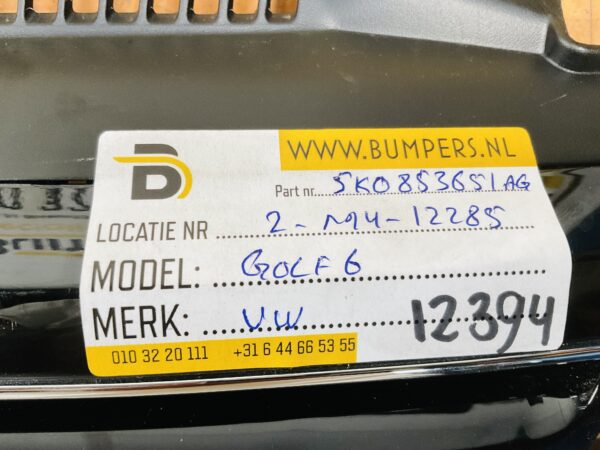 WWW.BUMPERS.NL
B
Part nr. 5K0853651AG
LOCATIE NR 2-M4-12285
MODEL: GOLF 6
MERK: VW
12394
010 32 20 111 +31 6 44 66 53 55